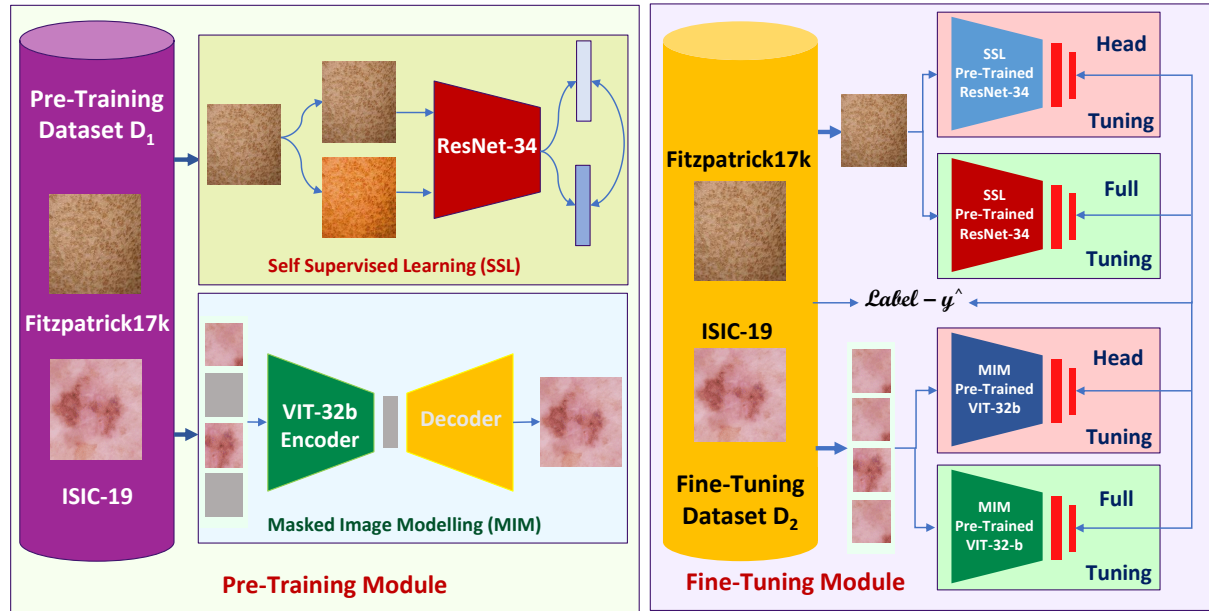 Pre-Training
Dataset D₁
Fitzpatrick17k
ISIC-19
ResNet-34
Self Supervised Learning (SSL)
VIT-32b
Encoder
Decoder
Masked Image Modelling (MIM)
Pre-Training Module
Fitzpatrick17k
ISIC-19
Fine-Tuning
Dataset D₂
SSL
Pre-Trained
ResNet-34
Head
Tuning
SSL
Pre-Trained
ResNet-34
Full
Tuning
Label – y^
MIM
Pre-Trained
VIT-32b
Head
Tuning
MIM
Pre-Trained
VIT-32-b
Full
Tuning
Fine-Tuning Module